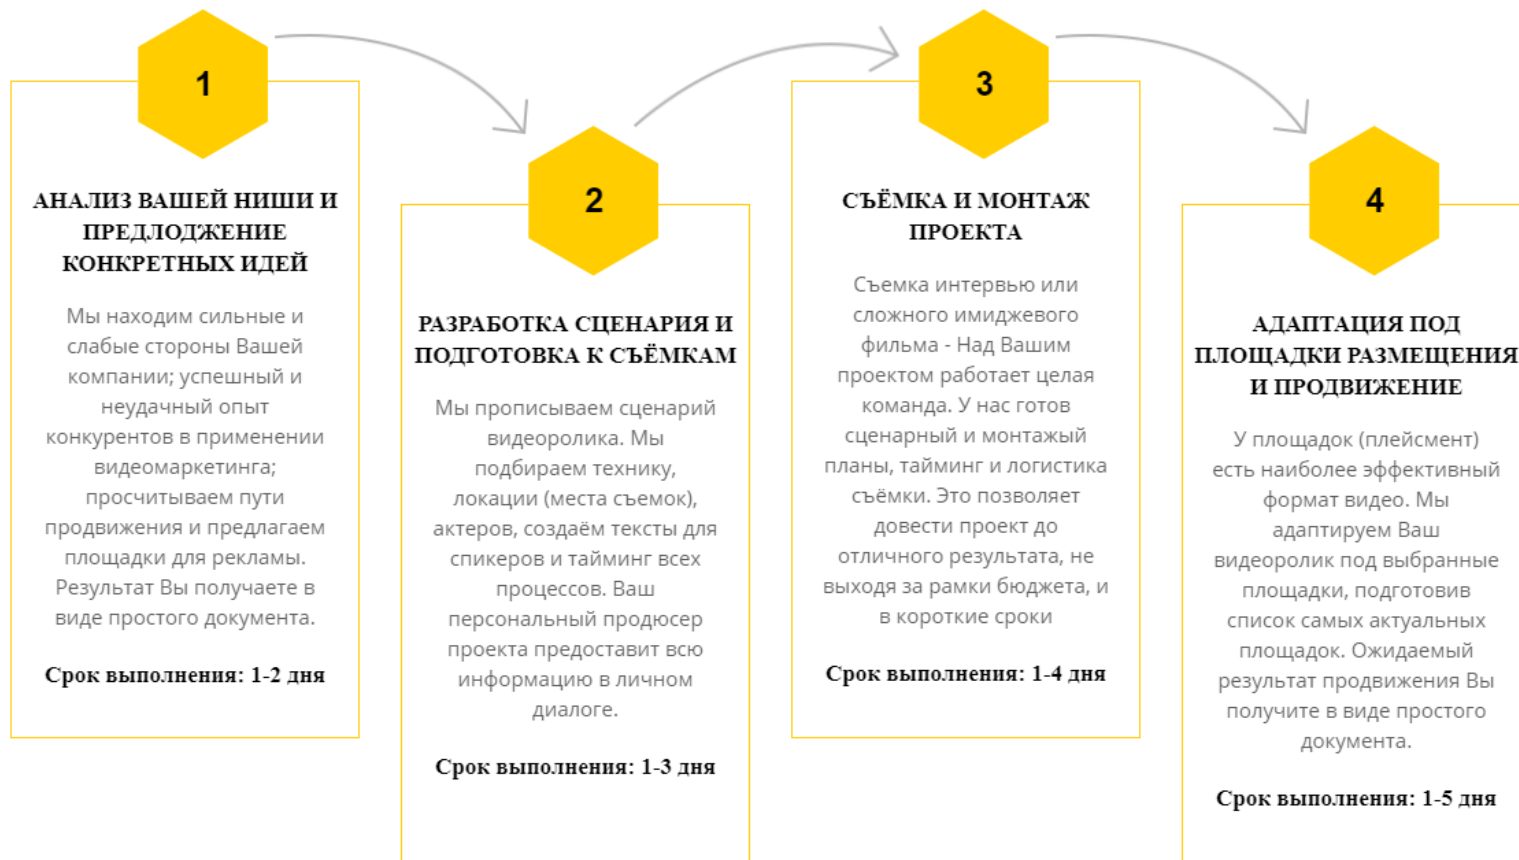 1
АНАЛИЗ ВАШЕЙ НИШИ И
ПРЕДЛОДЖЕНИЕ
КОНКРЕТНЫХ ИДЕЙ
Мы находим сильные и
слабые стороны Вашей
компании; успешный и
неудачный опыт
конкурентов в применении
видеомаркетинга;
просчитываем пути
продвижения и предлагаем
площадки для рекламы.
Результат Вы получаете в
виде простого документа.
Срок выполнения: 1-2 дня
2
РАЗРАБОТКА СЦЕНАРИЯ И
ПОДГОТОВКА К СЪЁМКАМ
Мы прописываем сценарий
видеоролика. Мы
подбираем технику,
локации (места съемок),
актеров, создаём тексты для
спикеров и тайминг всех
процессов. Ваш
персональный продюсер
проекта предоставит всю
информацию в личном
диалоге.
Срок выполнения: 1-3 дня
3
СЪЁМКА И МОНТАЖ
ПРОЕКТА
Съемка интервью или
сложного имиджевого
фильма - Над Вашим
проектом работает целая
команда. У нас готов
сценарный и монтажый
планы, тайминг и логистика
съёмки. Это позволяет
довести проект до
отличного результата, не
выходя за рамки бюджета, и
в короткие сроки
Срок выполнения: 1-4 дня
4
АДАПТАЦИЯ ПОД
ПЛОЩАДКИ РАЗМЕЩЕНИЯ
И ПРОДВИЖЕНИЕ
У площадок (плейсмент)
есть наиболее эффективный
формат видео. Мы
адаптируем Ваш
видеоролик под выбранные
площадки, подготовив
список самых актуальных
площадок. Ожидаемый
результат продвижения Вы
получите в виде простого
документа.
Срок выполнения: 1-5 дня